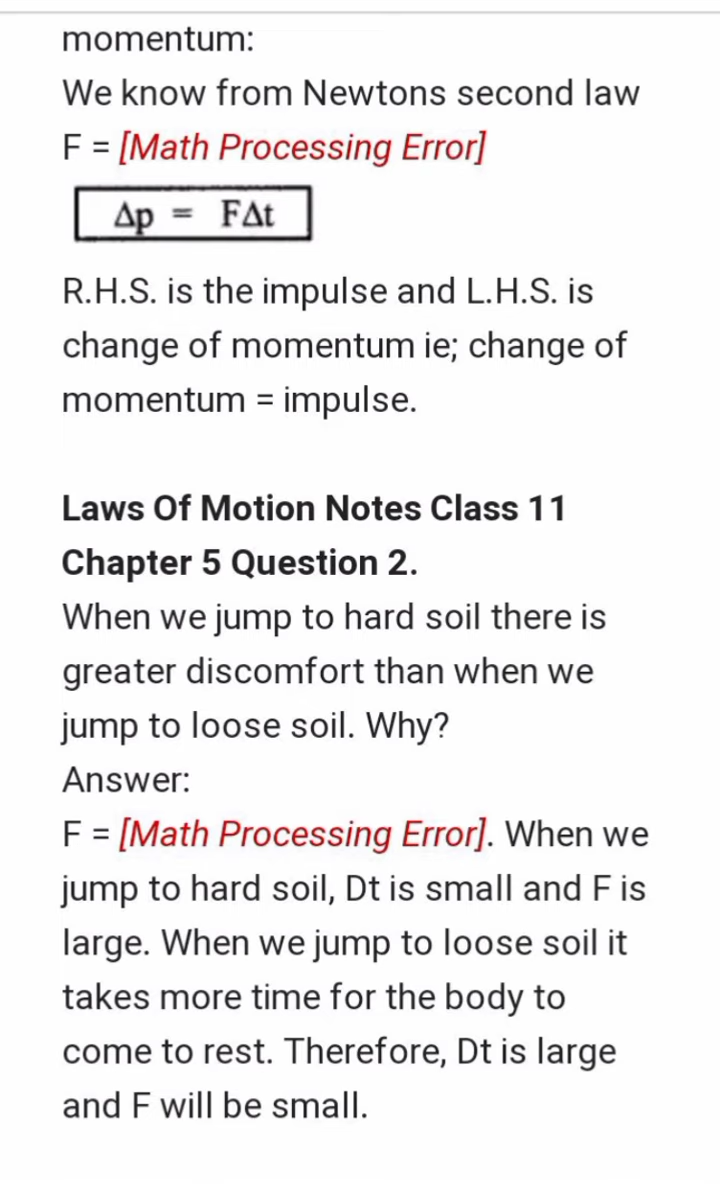 momentum:
We know from Newtons second law
F = [Math Processing Error]
Δp = FΔt
R.H.S. is the impulse and L.H.S. is
change of momentum ie; change of
momentum = impulse.
Laws Of Motion Notes Class 11
Chapter 5 Question 2.
When we jump to hard soil there is
greater discomfort than when we
jump to loose soil. Why?
Answer:
F = [Math Processing Error]. When we
jump to hard soil, Dt is small and F is
large. When we jump to loose soil it
takes more time for the body to
come to rest. Therefore, Dt is large
and F will be small.